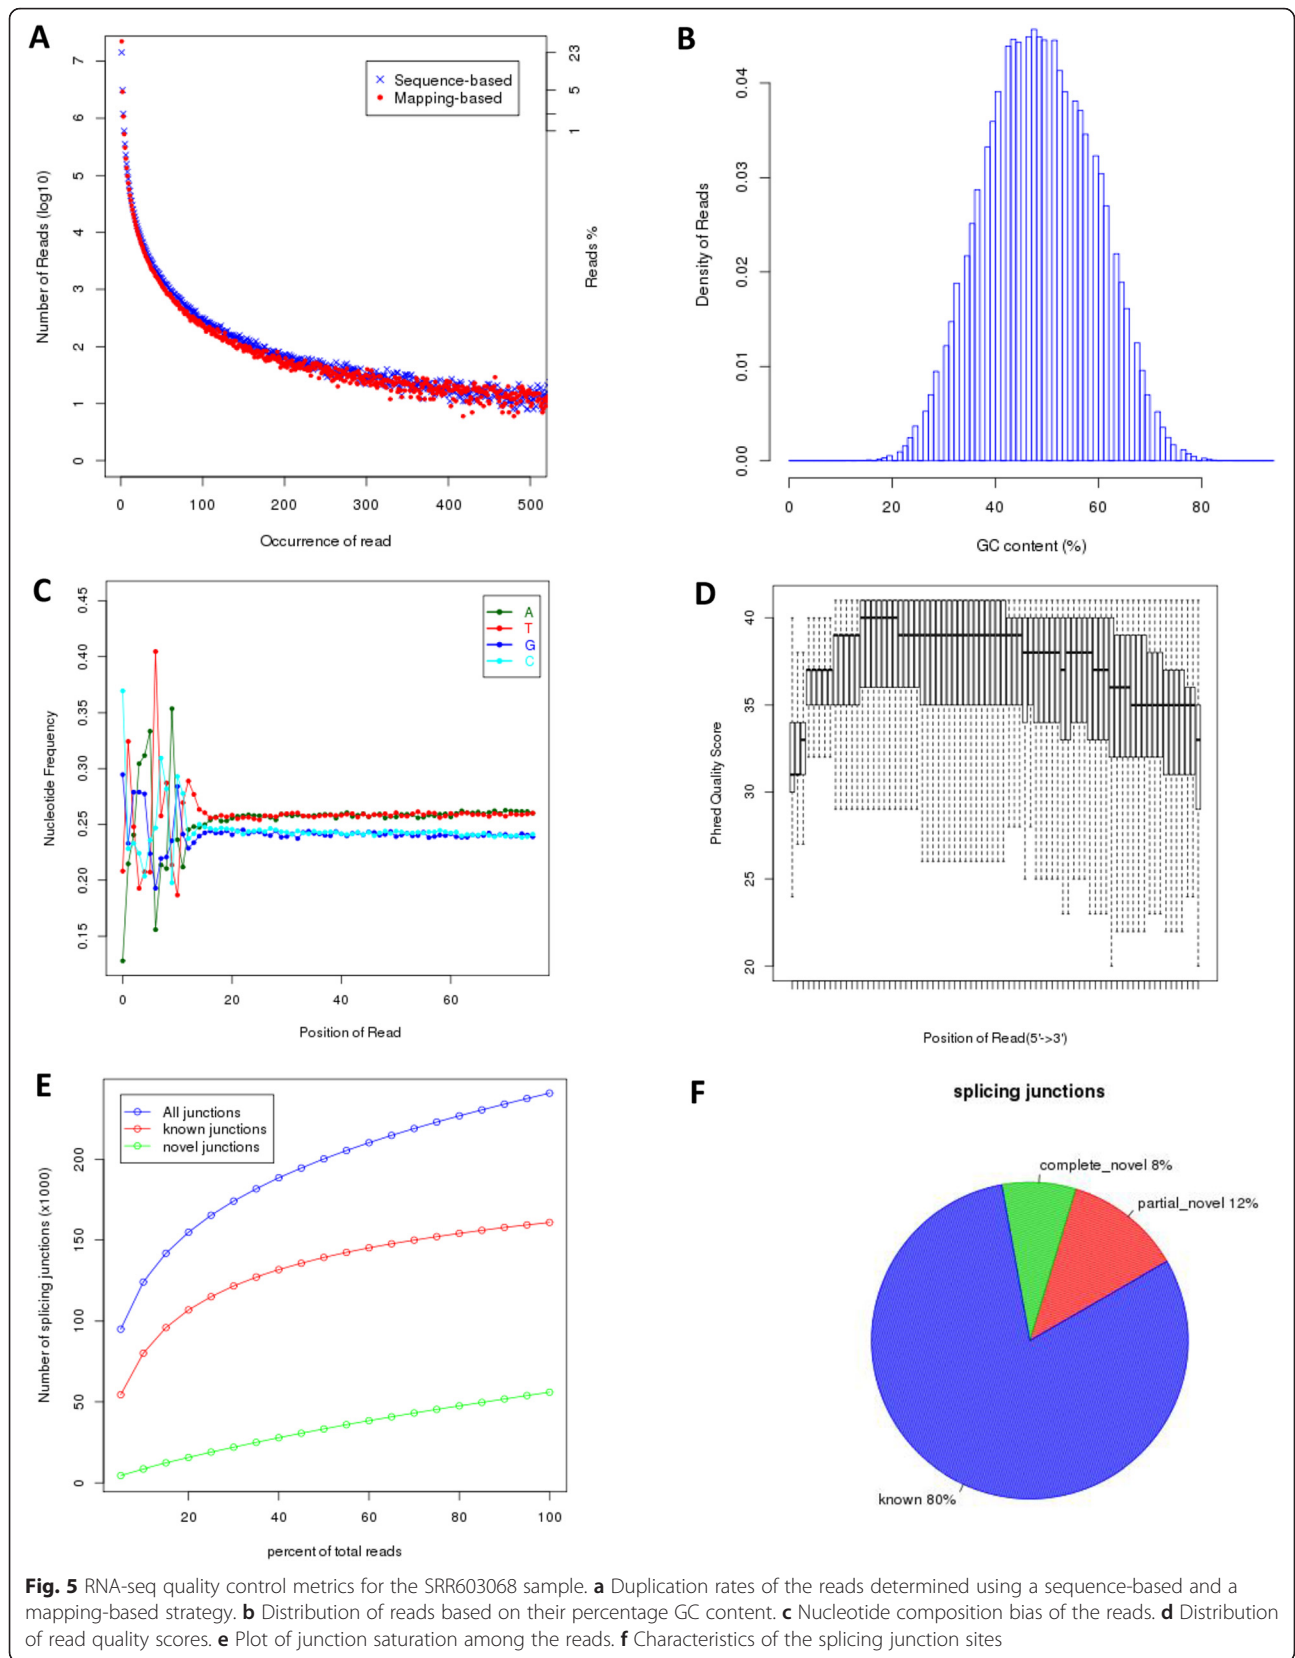 A
7
6
5
4
3
2
1
0
Number of Reads (log10)
Sequence-based
Mapping-based
23
5
1
Reads %
0 100 200 300 400 500
Occurrence of read
B
0.04
0.03
0.02
0.01
0.00
Density of Reads
0 20 40 60 80
GC content (%)
C
0.45
0.40
0.35
0.30
0.25
0.20
0.15
Nucleotide Frequency
A
T
G
C
0 20 40 60
Position of Read
D
40
35
30
25
20
Phred Quality Score
Position of Read(5'->3')
E
All junctions
known junctions
novel junctions
200
150
100
50
0
Number of splicing junctions (x1000)
20 40 60 80 100
percent of total reads
F
splicing junctions
complete_novel 8%
partial_novel 12%
known 80%
Fig. 5 RNA-seq quality control metrics for the SRR603068 sample. a Duplication rates of the reads determined using a sequence-based and a
mapping-based strategy. b Distribution of reads based on their percentage GC content. c Nucleotide composition bias of the reads. d Distribution
of read quality scores. e Plot of junction saturation among the reads. f Characteristics of the splicing junction sites